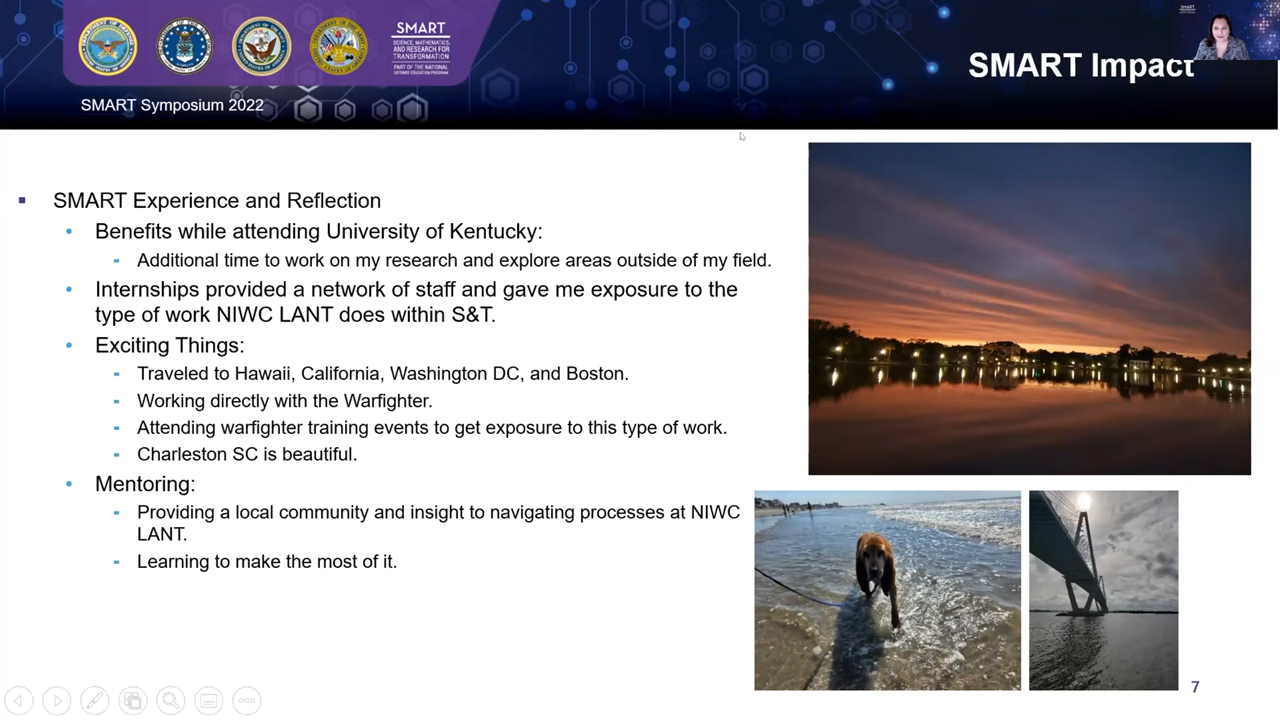 SMART
SCIENCE, MATHEMATICS,
AND RESEARCH FOR
TRANSFORMATION
PART OF THE NATIONAL
DEFENSE EDUCATION PROGRAM
SMART Impact
SMART Symposium 2022
SMART Experience and Reflection
Benefits while attending University of Kentucky:
Additional time to work on my research and explore areas outside of my field.
Internships provided a network of staff and gave me exposure to the
type of work NIWC LANT does within S&T.
Exciting Things:
Traveled to Hawaii, California, Washington DC, and Boston.
Working directly with the Warfighter.
Attending warfighter training events to get exposure to this type of work.
Charleston SC is beautiful.
Mentoring:
Providing a local community and insight to navigating processes at NIWC
LANT.
Learning to make the most of it.
7